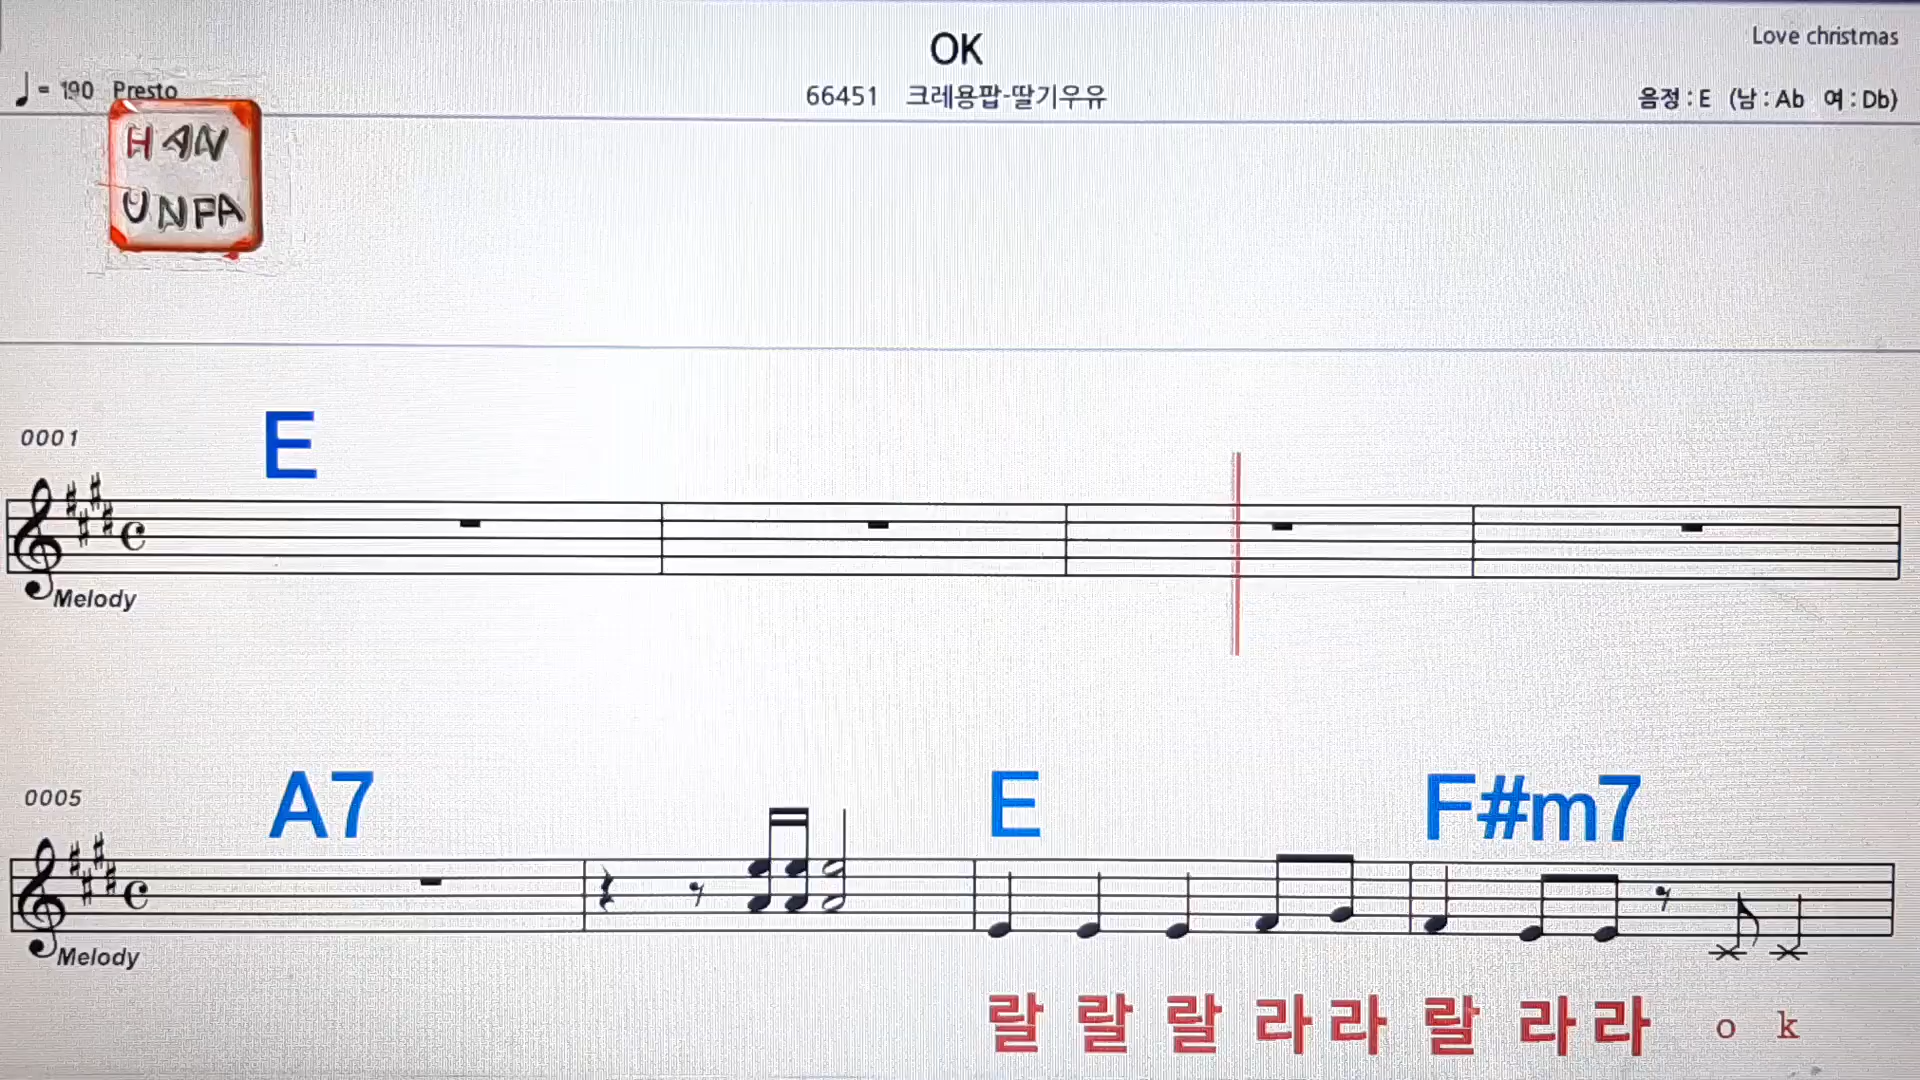 OK
Love christmas
♩= 190 Presto
66451 크레용팝-딸기우유
음정 : E (남 : Ab 여 : Db)
HAN
UNFA
0001
E
Melody
0005
A7 E F#m7
Melody
랄 랄 랄 라 라 랄 라 라 o k